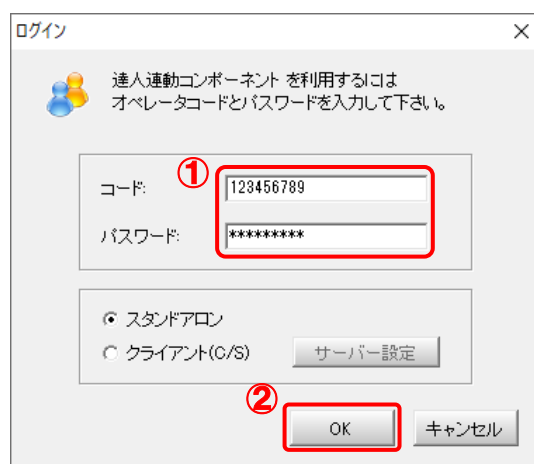 ログイン
達人連動コンポーネント を利用するには
オペレータコードとパスワードを入力して下さい。
①
コード: 123456789
パスワード: *********
スタンドアロン
クライアント(C/S) サーバー設定
②
OK キャンセル